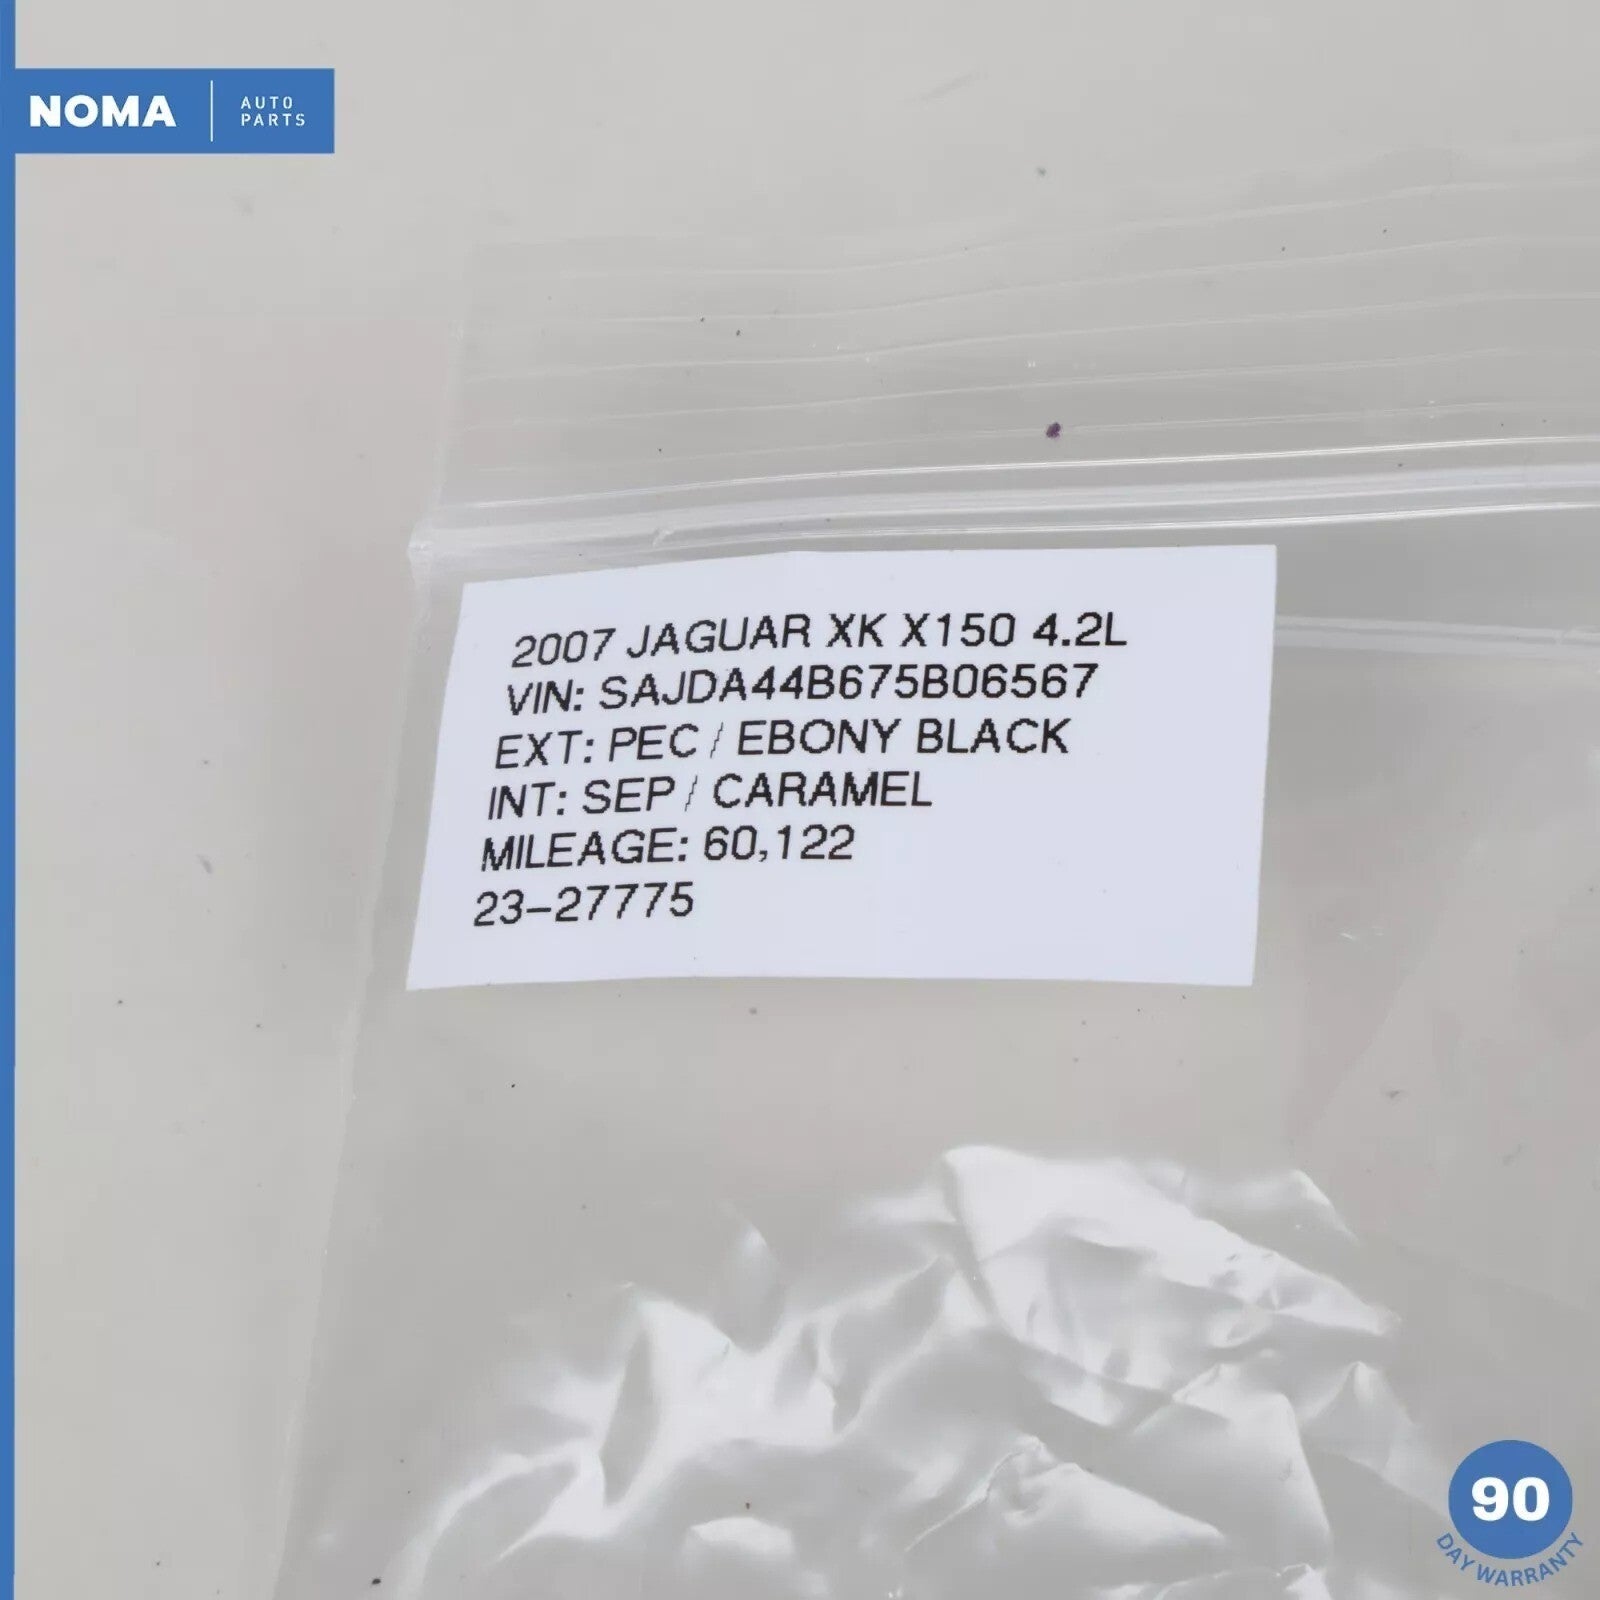 NOMA
AUTO
PARTS
2007 JAGUAR XK X150 4.2L
VIN: SAJDA44B675B06567
EXT: PEC / EBONY BLACK
INT: SEP / CARAMEL
MILEAGE: 60,122
23-27775
90
DAY WARRANTY